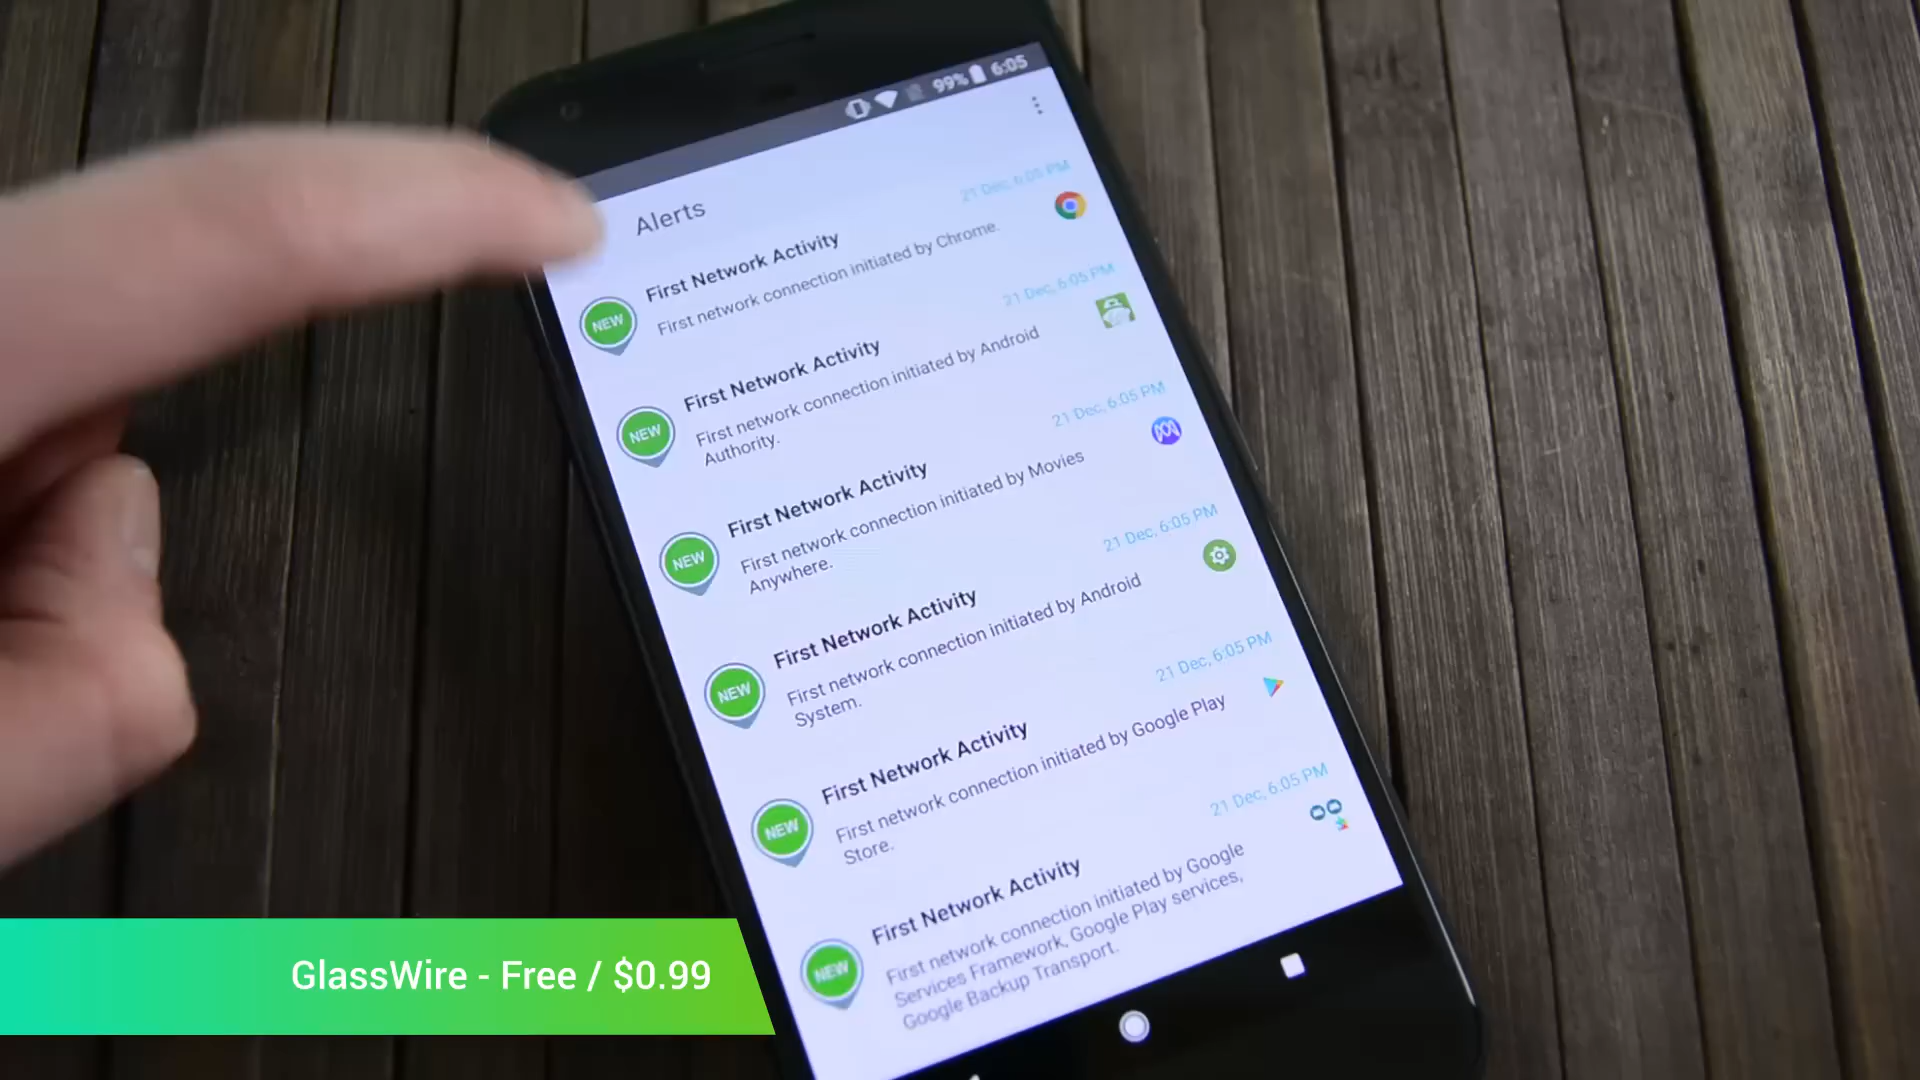 99% 6:05
Alerts
21 Dec, 6:05 PM
First Network Activity
First network connection initiated by Chrome.
NEW
21 Dec, 6:05 PM
First Network Activity
First network connection initiated by Android
Authority.
NEW
21 Dec, 6:05 PM
First Network Activity
First network connection initiated by Movies
Anywhere.
NEW
21 Dec, 6:05 PM
First Network Activity
First network connection initiated by Android
System.
NEW
21 Dec, 6:05 PM
First Network Activity
First network connection initiated by Google Play
Store.
NEW
21 Dec, 6:05 PM
First Network Activity
First network connection initiated by Google
Services Framework, Google Play services,
Google Backup Transport.
NEW
GlassWire - Free / $0.99